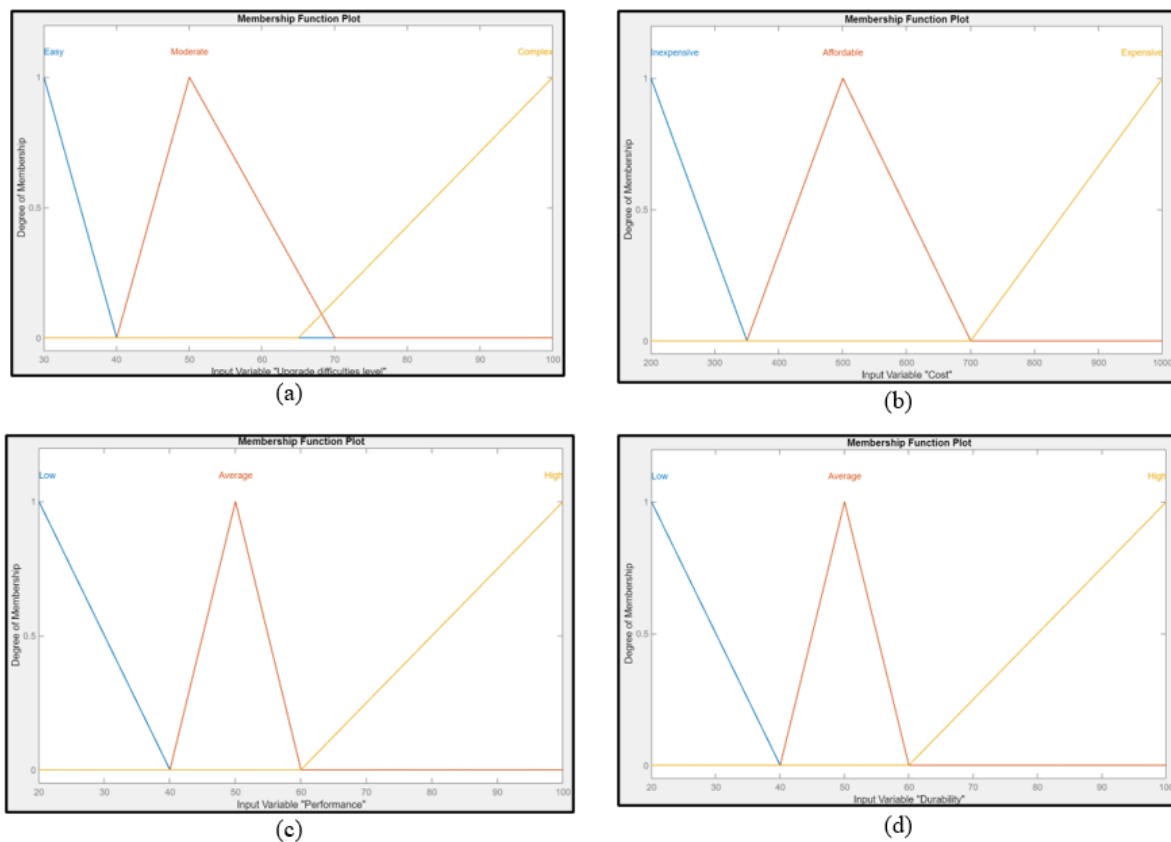 Membership Function Plot
Easy Moderate Complex
1
0.5
0
Degree of Membership
30 40 50 60 70 80 90 100
Input Variable "Upgrade difficulties level"
(a)
Membership Function Plot
Inexpensive Affordable Expensive
1
0.5
0
Degree of Membership
200 300 400 500 600 700 800 900 1000
Input Variable "Cost"
(b)
Membership Function Plot
Low Average High
1
0.5
0
Degree of Membership
20 30 40 50 60 70 80 90 100
Input Variable "Performance"
(c)
Membership Function Plot
Low Average High
1
0.5
0
Degree of Membership
20 30 40 50 60 70 80 90 100
Input Variable "Durability"
(d)